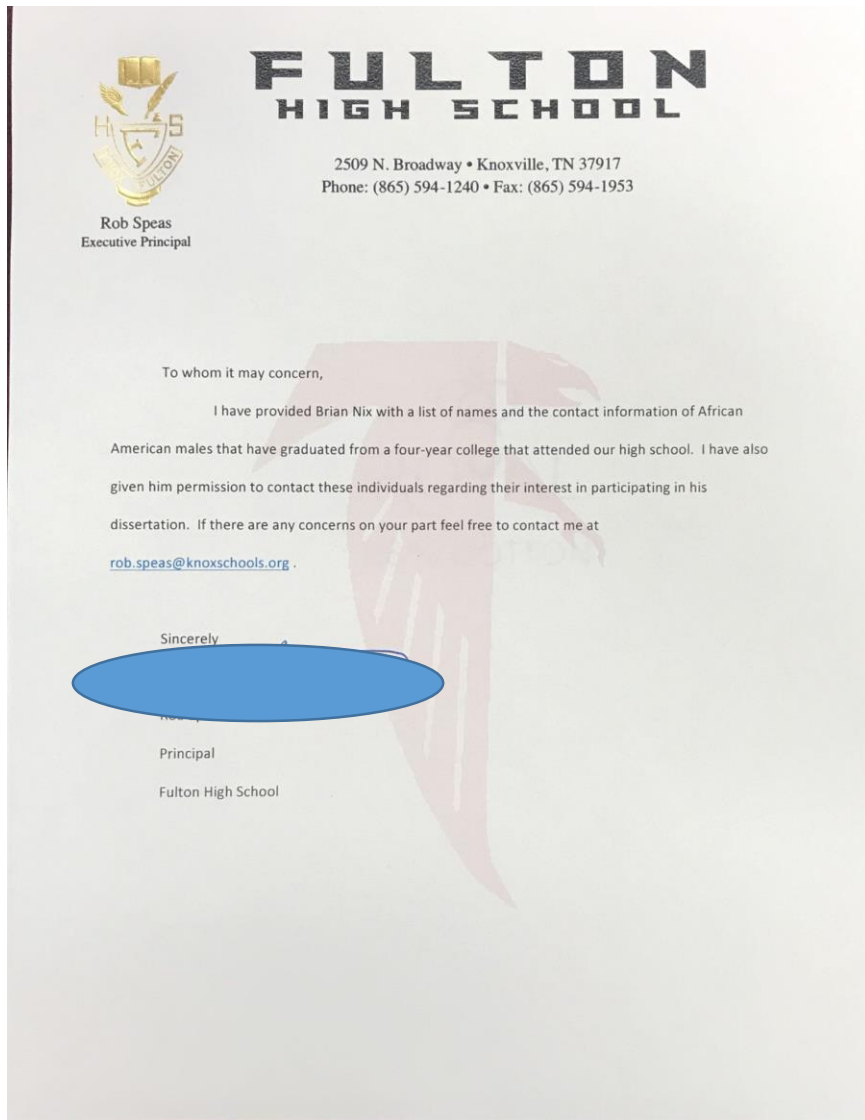 FULTON
HIGH SCHOOL
2509 N. Broadway • Knoxville, TN 37917
Phone: (865) 594-1240 • Fax: (865) 594-1953
H S
FULTON
Rob Speas
Executive Principal
To whom it may concern,
I have provided Brian Nix with a list of names and the contact information of African
American males that have graduated from a four-year college that attended our high school. I have also
given him permission to contact these individuals regarding their interest in participating in his
dissertation. If there are any concerns on your part feel free to contact me at
rob.speas@knoxschools.org .
Sincerely
Principal
Fulton High School